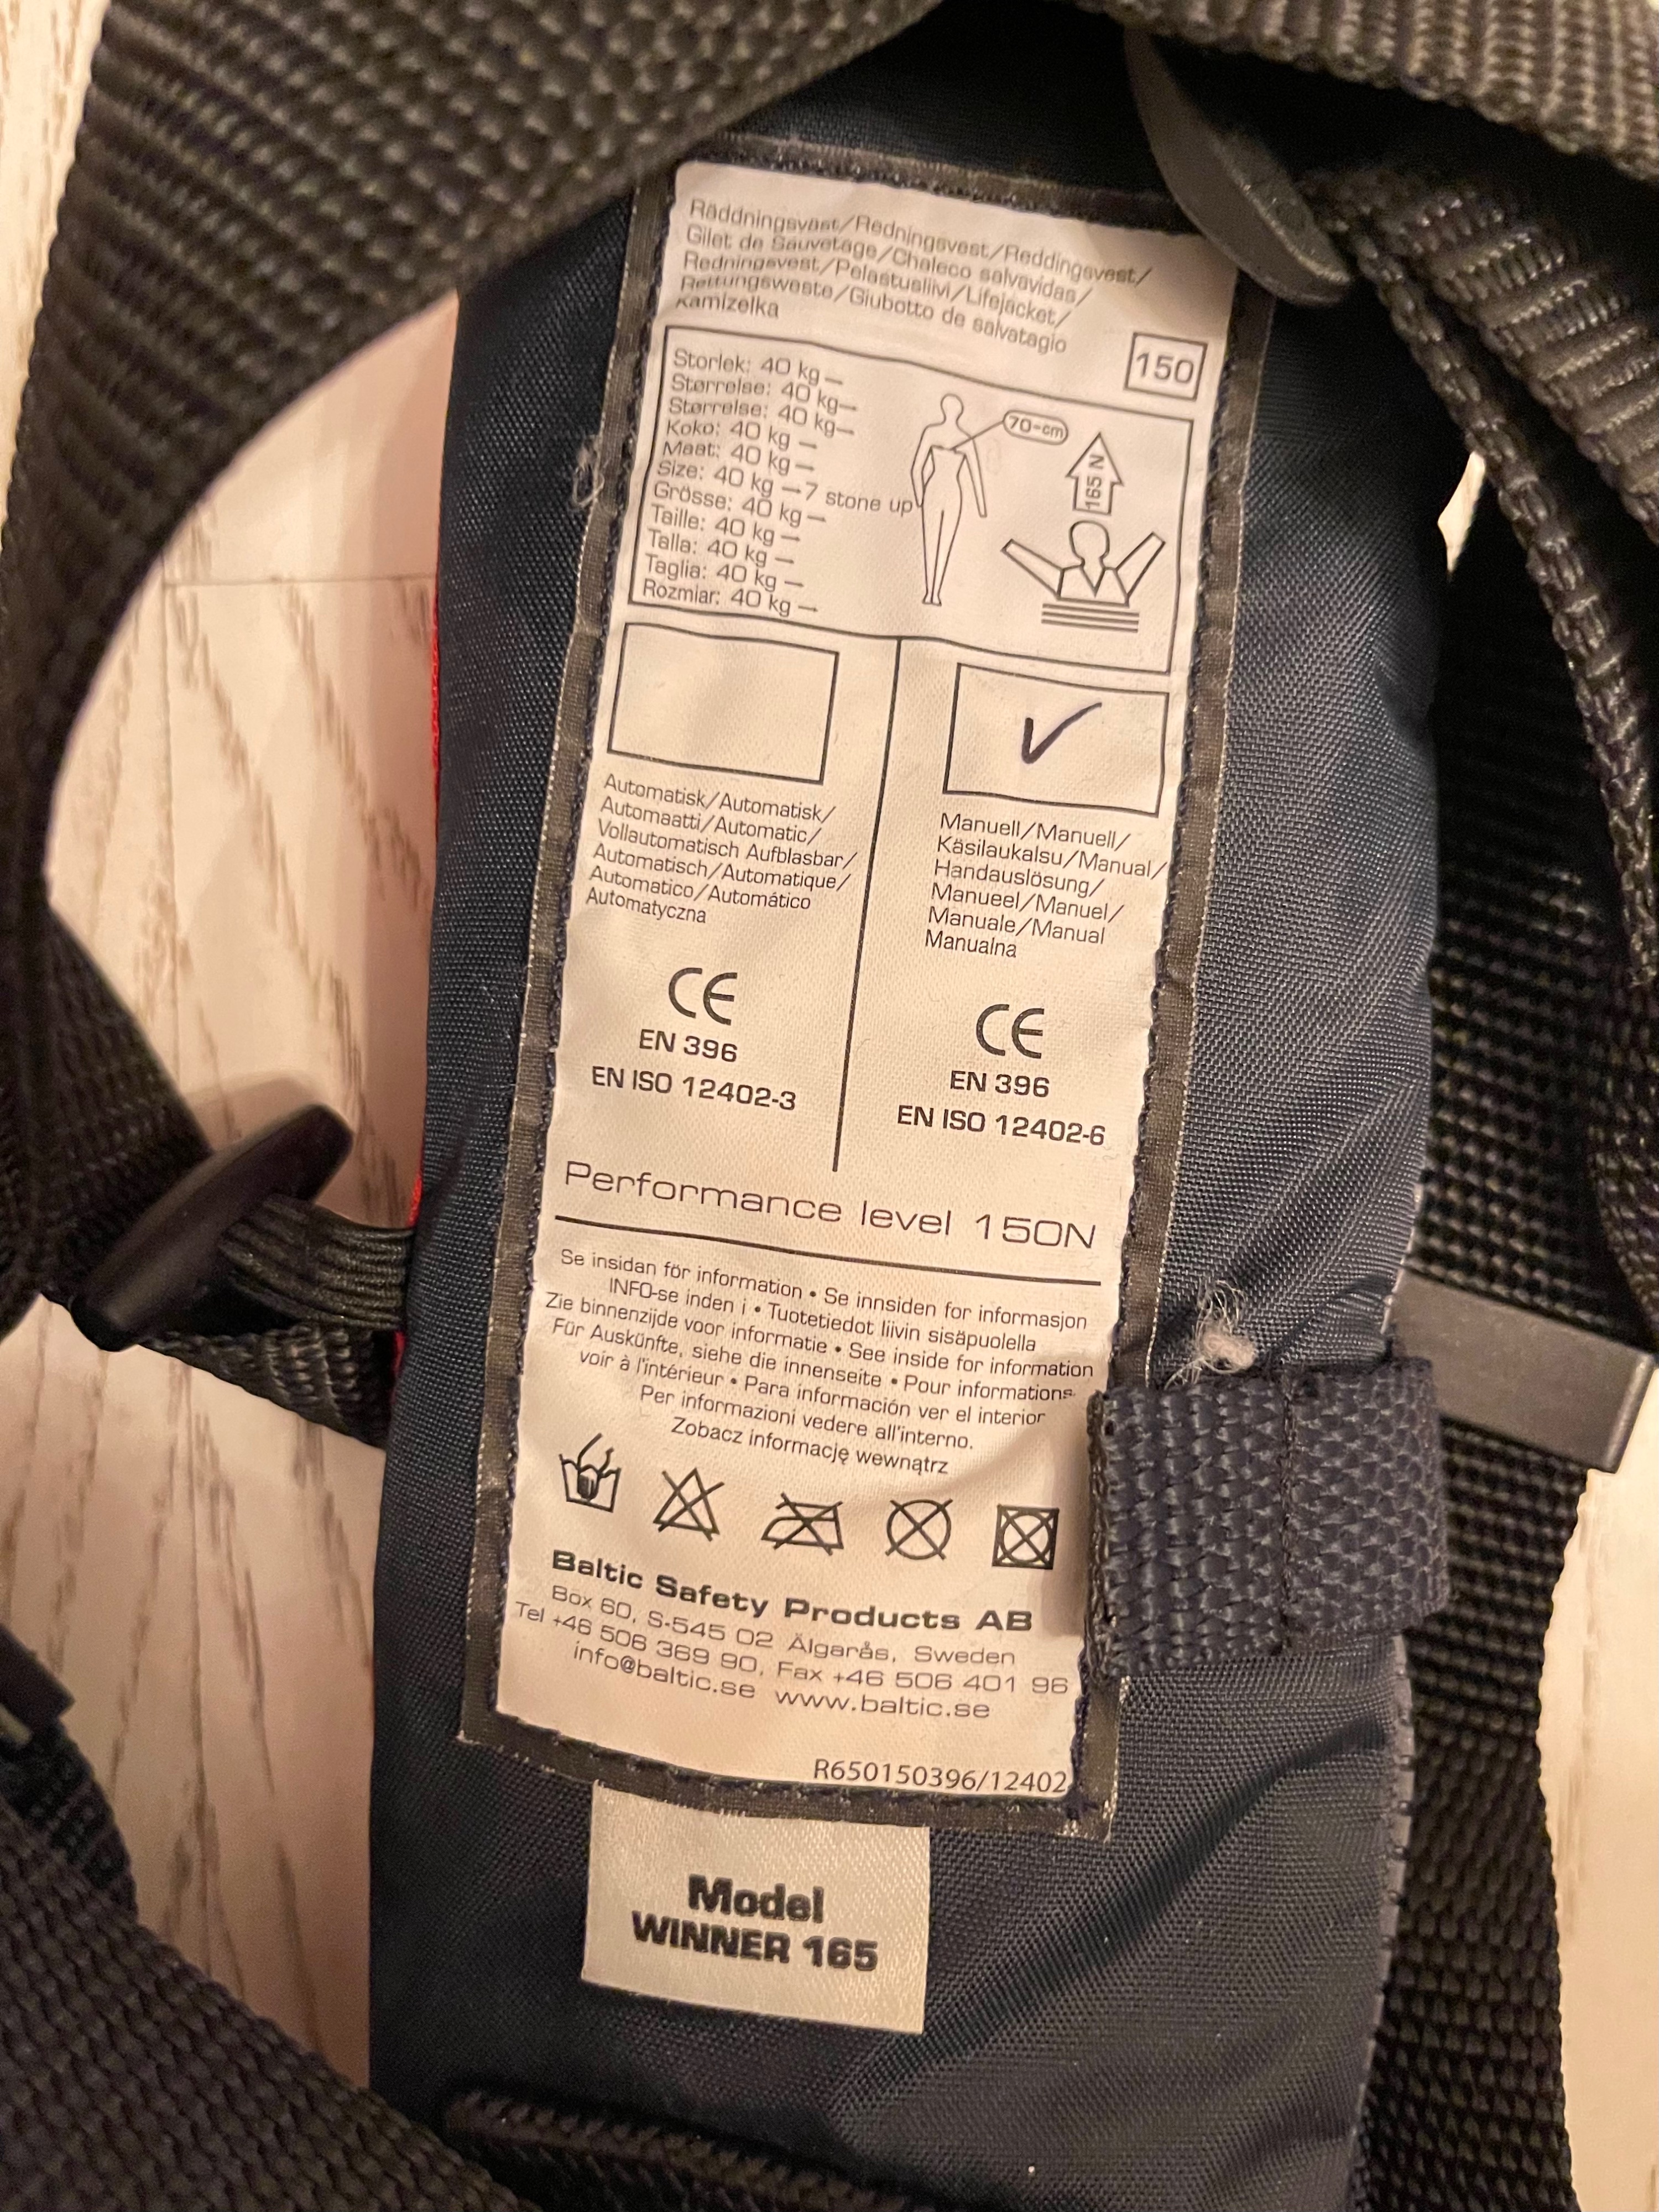 Räddningsväst/Redningsvest/Reddingsvest/
Gilet de Sauvetage/Chaleco salvavidas/
Redningsvest/Pelastusliivi/Lifejacket/
Rettungsweste/Giubotto de salvatagio
Kamizelka
150
Storlek: 40 kg –
Størrelse: 40 kg–
Størrelse: 40 kg–
Koko: 40 kg –
Maat: 40 kg –
Size: 40 kg –7 stone up
Grösse: 40 kg –
Taille: 40 kg –
Talla: 40 kg –
Taglia: 40 kg –
Rozmiar: 40 kg –
70-cm
165 N
Automatisk/Automatisk/
Automaatti/Automatic/
Vollautomatisch Aufblasbar/
Automatisch/Automatique/
Automatico/Automático
Automatyczna
CE
EN 396
EN ISO 12402-3
Manuell/Manuell/
Käsilaukalsu/Manual/
Handauslösung/
Manueel/Manuel/
Manuale/Manual
Manualna
CE
EN 396
EN ISO 12402-6
Performance level 150N
Se insidan för information • Se innsiden for informasjon
INFO-se inden i • Tuotetiedot liivin sisäpuolella
Zie binnenzijde voor informatie • See inside for information
Für Auskünfte, siehe die innenseite • Pour informations
voir à l'intérieur • Para información ver el interior
Per informazioni vedere all'interno.
Zobacz informację wewnątrz
Baltic Safety Products AB
Box 60, S-545 02 Älgarås, Sweden
Tel +46 506 369 90, Fax +46 506 401 96
info@baltic.se www.baltic.se
R650150396/12402
Model
WINNER 165